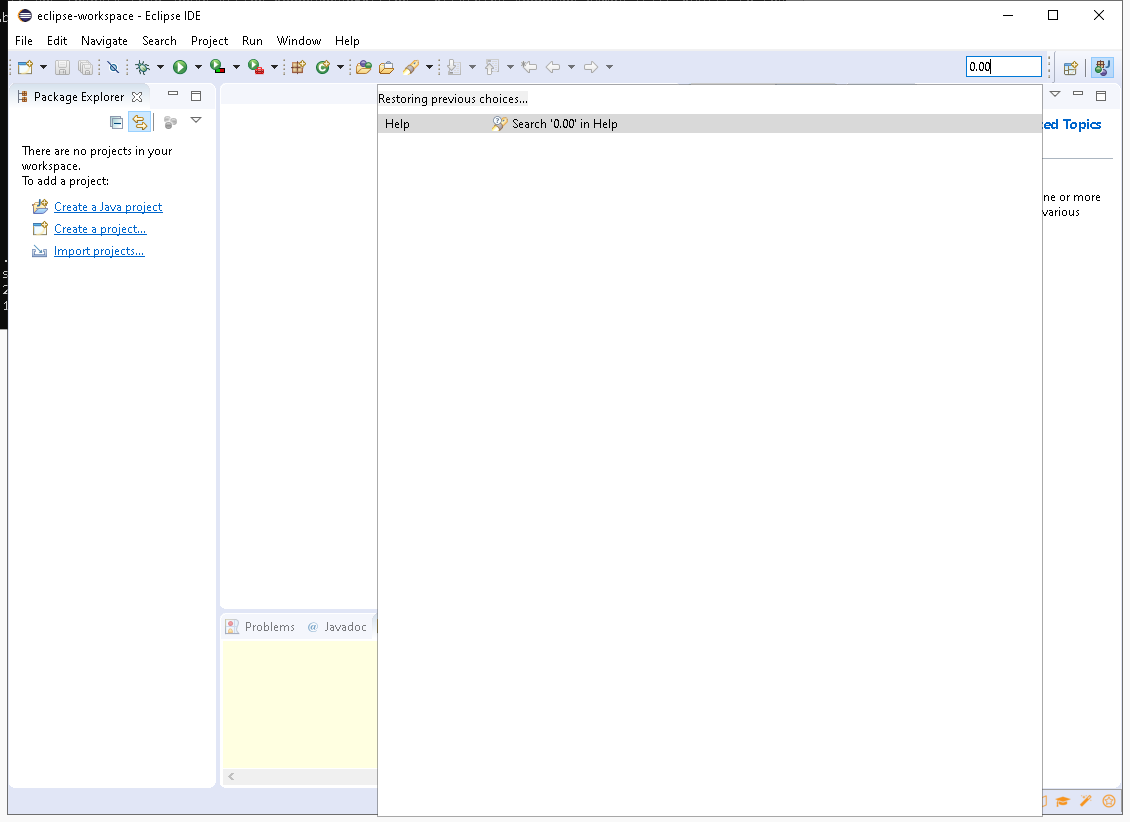 eclipse-workspace - Eclipse IDE
File Edit Navigate Search Project Run Window Help
0.00
Package Explorer
Restoring previous choices...
Help Search '0.00' in Help
Topics
There are no projects in your
workspace.
To add a project:
ne or more
various
Create a Java project
Create a project...
Import projects...
Problems @ Javadoc